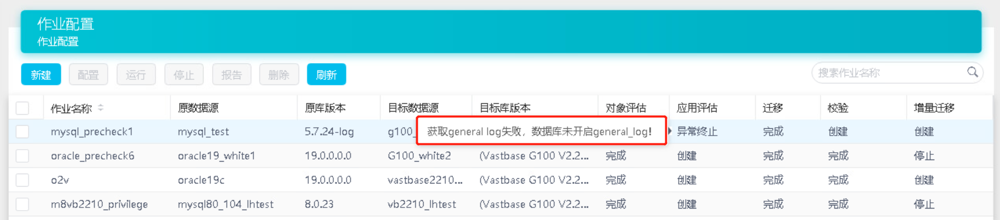 作业配置
作业配置
新建 配置 运行 停止 报告 删除 刷新 搜素作业名称
作业名称 原数据源 原库版本 目标数据源 目标库版本 对象评估 应用评估 迁移 校验 增量迁移
mysql_precheck1 mysql_test 5.7.24-log g100_ 获取general log失败，数据库未开启general_log! 异常终止 完成 创建 创建
oracle_precheck6 oracle19_white1 19.0.0.0.0 G100_white2 (Vastbase G100 V2.2... 完成 创建 完成 完成 停止
o2v oracle19c 19.0.0.0.0 vastbase2210... (Vastbase G100 V2.2... 完成 创建 完成 完成 创建
m8vb2210_privilege mysql80_104_lhtest 8.0.23 vb2210_lhtest (Vastbase G100 V2.2... 完成 创建 完成 完成 停止